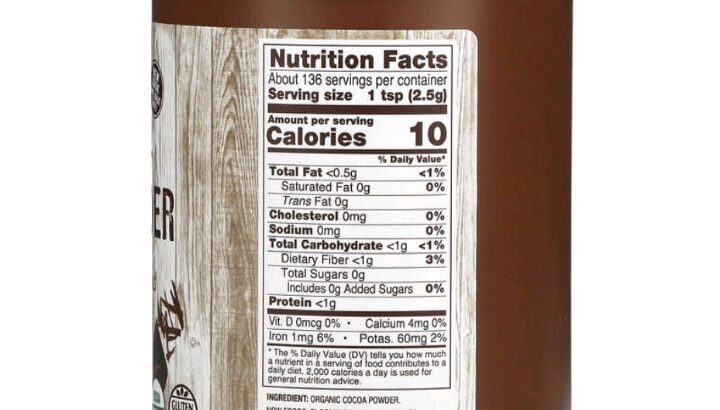 Nutrition Facts
About 136 servings per container
Serving size 1 tsp (2.5g)
Amount per serving
Calories 10
% Daily Value*
Total Fat <0.5g <1%
Saturated Fat 0g 0%
Trans Fat 0g
Cholesterol 0mg 0%
Sodium 0mg 0%
Total Carbohydrate <1g <1%
Dietary Fiber <1g 3%
Total Sugars 0g
Includes 0g Added Sugars 0%
Protein <1g
Vit. D 0mcg 0% • Calcium 4mg 0%
Iron 1mg 6% • Potas. 60mg 2%
* The % Daily Value (DV) tells you how much
a nutrient in a serving of food contributes to a
daily diet. 2,000 calories a day is used for
general nutrition advice.
INGREDIENT: ORGANIC COCOA POWDER.
NOW FOODS,
DER
GLUTEN